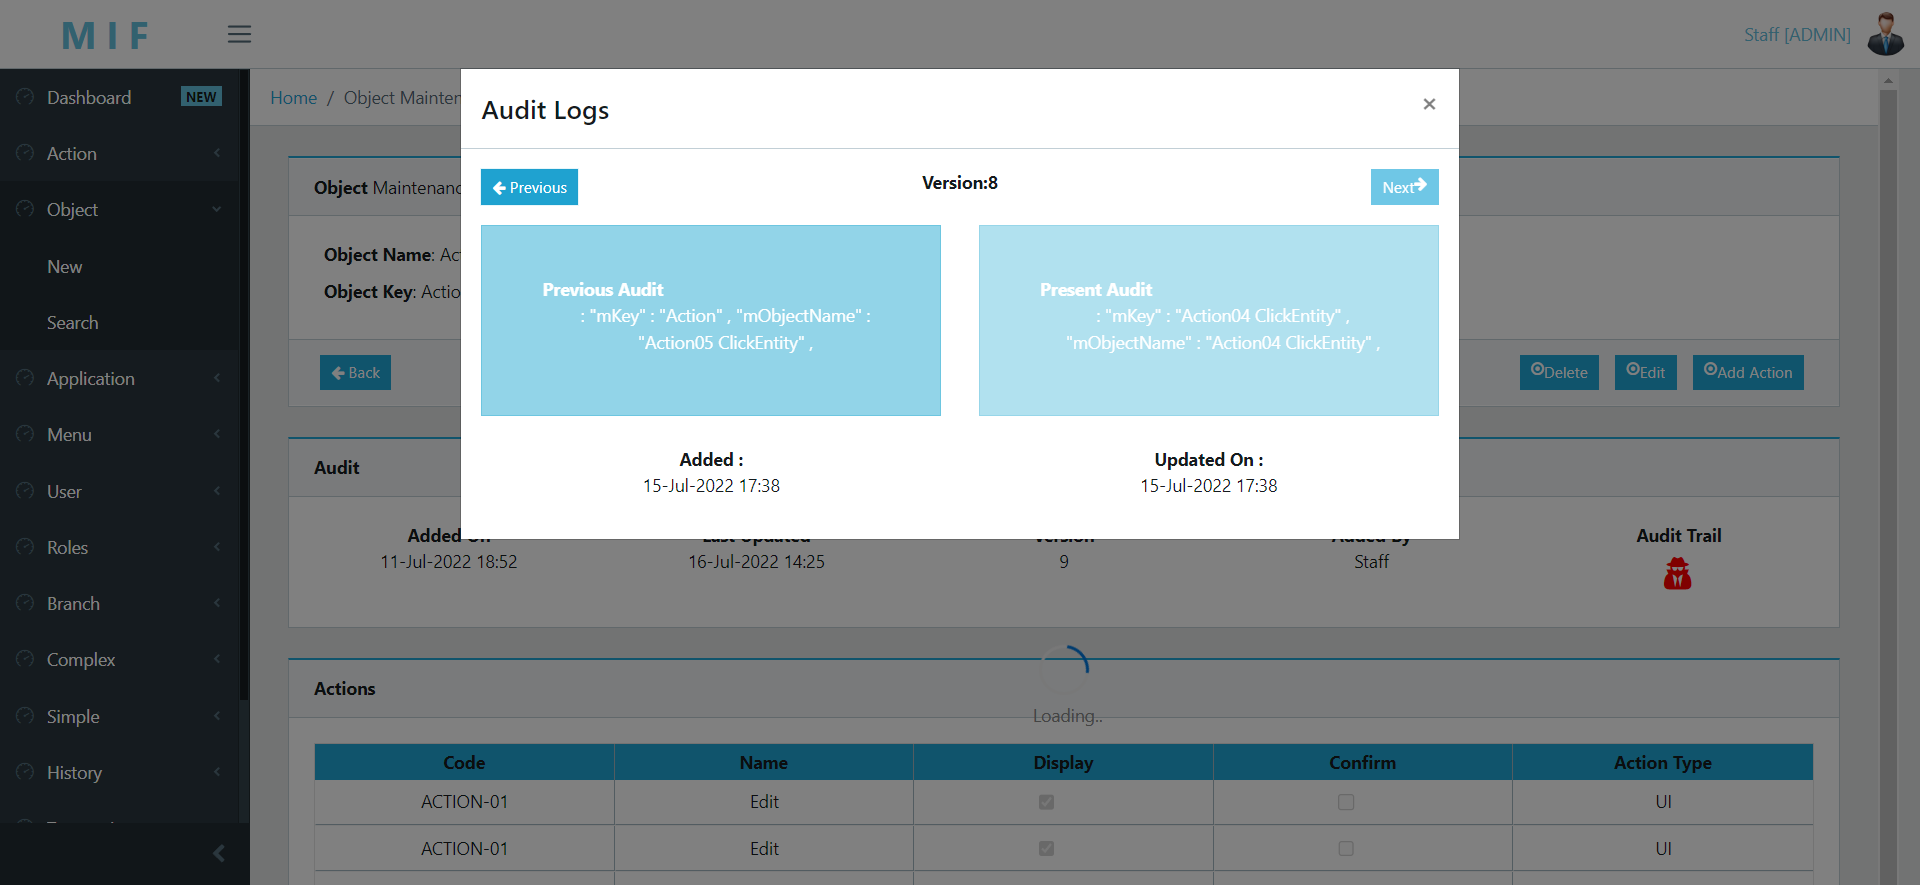 M I F
Staff [ADMIN]
Dashboard
NEW
Action
Object
New
Search
Application
Menu
User
Roles
Branch
Complex
Simple
History
Home / Object Mainten
Object Maintenanc
Object Name: Ac
Object Key: Actio
Back
Delete
Edit
Add Action
Audit Logs
×
Previous
Version:8
Next
Previous Audit
: "mKey" : "Action" , "mObjectName" :
"Action05 ClickEntity" ,
Present Audit
: "mKey" : "Action04 ClickEntity" ,
"mObjectName" : "Action04 ClickEntity" ,
Added :
15-Jul-2022 17:38
Updated On :
15-Jul-2022 17:38
Audit
Added On
11-Jul-2022 18:52
Last Updated
16-Jul-2022 14:25
Version
9
Added By
Staff
Audit Trail
Loading..
Actions
Code Name Display Confirm Action Type
ACTION-01 Edit UI
ACTION-01 Edit UI